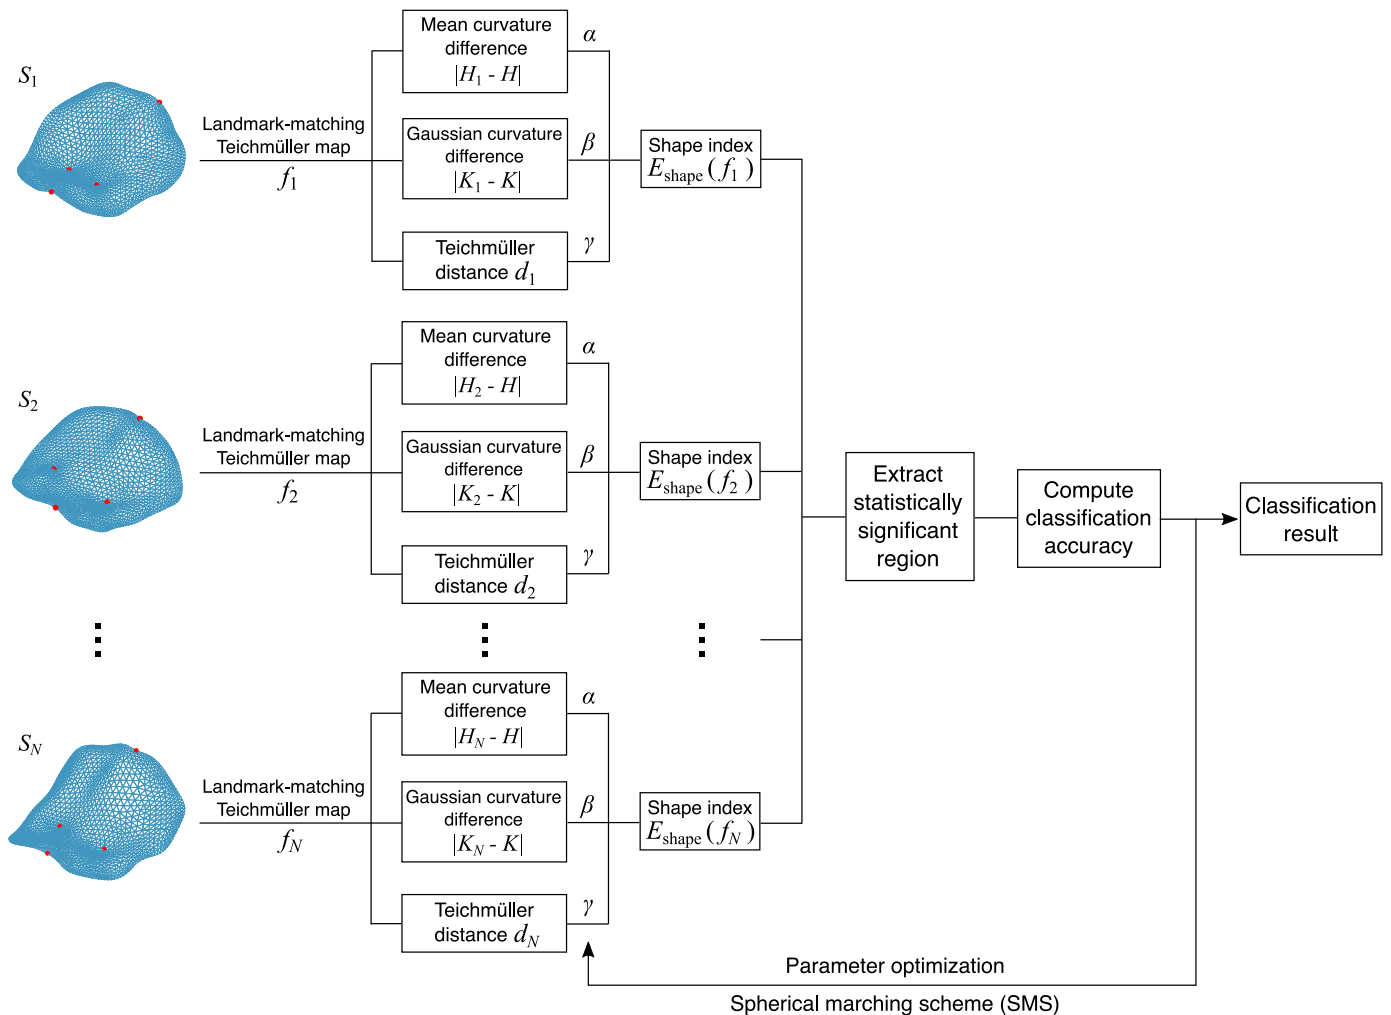 S1
Landmark-matching
Teichmüller map
f1
Mean curvature
difference
|H1 - H|
α
Gaussian curvature
difference
|K1 - K|
β
Teichmüller
distance d1
γ
Shape index
Eshape(f1)
S2
Landmark-matching
Teichmüller map
f2
Mean curvature
difference
|H2 - H|
α
Gaussian curvature
difference
|K2 - K|
β
Teichmüller
distance d2
γ
Shape index
Eshape(f2)
SN
Landmark-matching
Teichmüller map
fN
Mean curvature
difference
|HN - H|
α
Gaussian curvature
difference
|KN - K|
β
Teichmüller
distance dN
γ
Shape index
Eshape(fN)
Extract
statistically
significant
region
Compute
classification
accuracy
Classification
result
Parameter optimization
Spherical marching scheme (SMS)